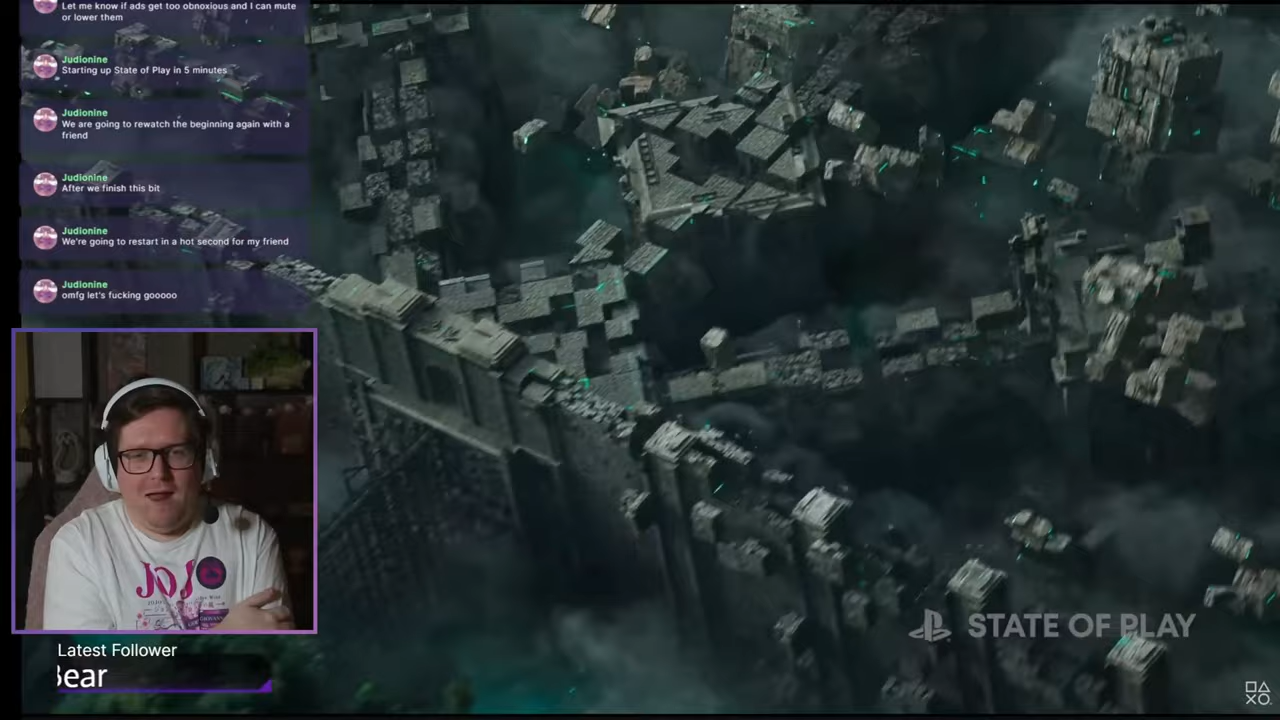 Let me know if ads get too obnoxious and I can mute
or lower them
Judionine
Starting up State of Play in 5 minutes
Judionine
We are going to rewatch the beginning again with a
friend
Judionine
After we finish this bit
Judionine
We're going to restart in a hot second for my friend
Judionine
omfg let's fucking gooooo
JOJO
Latest Follower
Bear
STATE OF PLAY